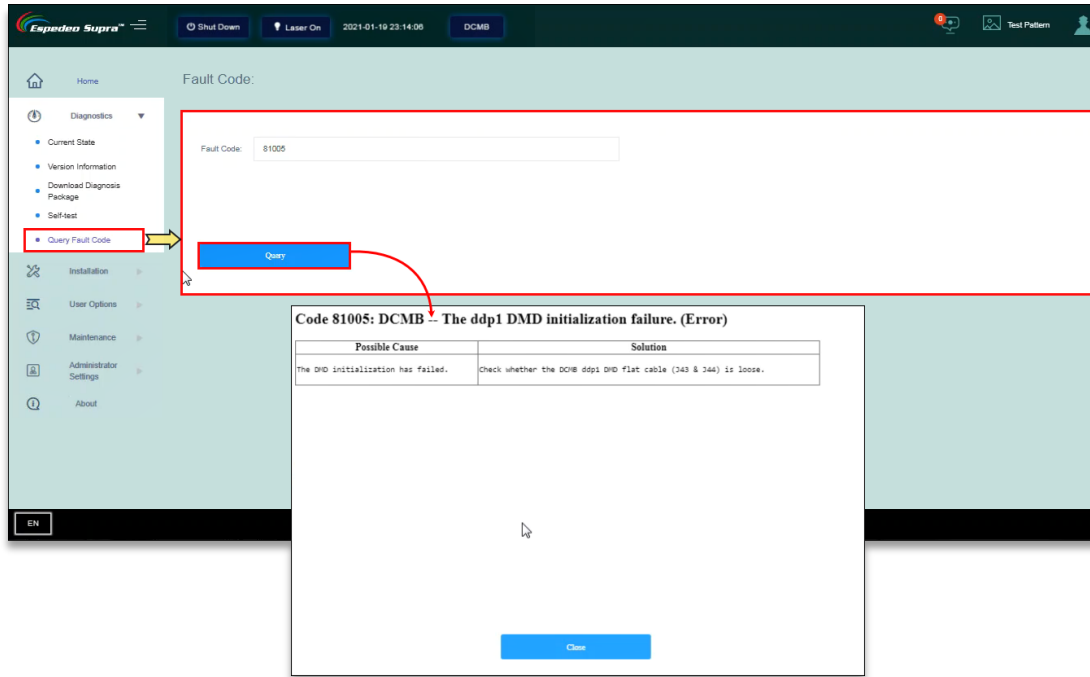 Espedeo Supra™
Shut Down
Laser On
2021-01-19 23:14:06
DCMB
0
Test Pattern
Home
Fault Code:
Diagnostics
Current State
Fault Code:
81005
Version Information
Download Diagnosis
Package
Self-test
Query Fault Code
Query
Installation
User Options
Maintenance
Administrator
Settings
About
Code 81005: DCMB -- The ddp1 DMD initialization failure. (Error)
Possible Cause
Solution
The DMD initialization has failed.
Check whether the DCMB ddp1 DMD flat cable (J43 & J44) is loose.
EN
Close